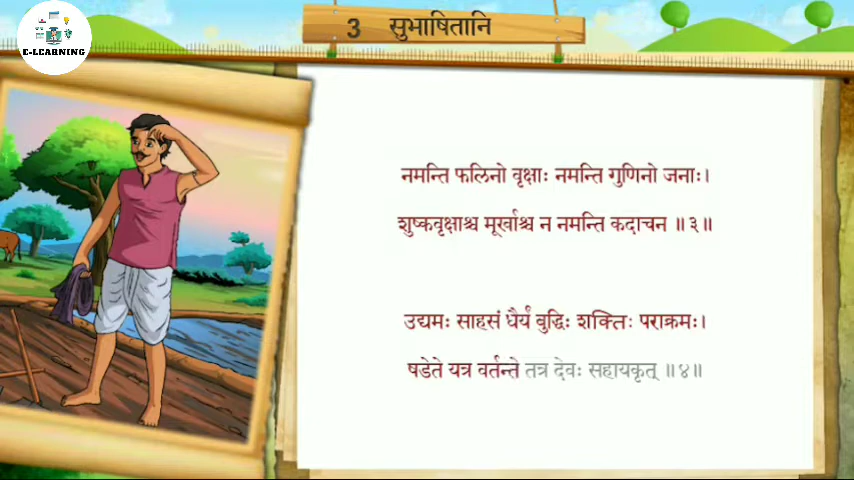 E-LEARNING
3 सुभाषितानि
नमन्ति फलिनो वृक्षाः नमन्ति गुणिनो जनाः।
शुष्कवृक्षाश्च मूर्खाश्च न नमन्ति कदाचन ॥३॥
उद्यमः साहसं धैर्यं बुद्धिः शक्तिः पराक्रमः।
षडेते यत्र वर्तन्ते तत्र देवः सहायकृत् ॥४॥